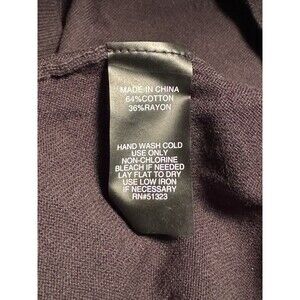 MADE IN CHINA
64%COTTON
36%RAYON
HAND WASH COLD
USE ONLY
NON-CHLORINE
BLEACH IF NEEDED
LAY FLAT TO DRY
USE LOW IRON
IF NECESSARY
RN#51323